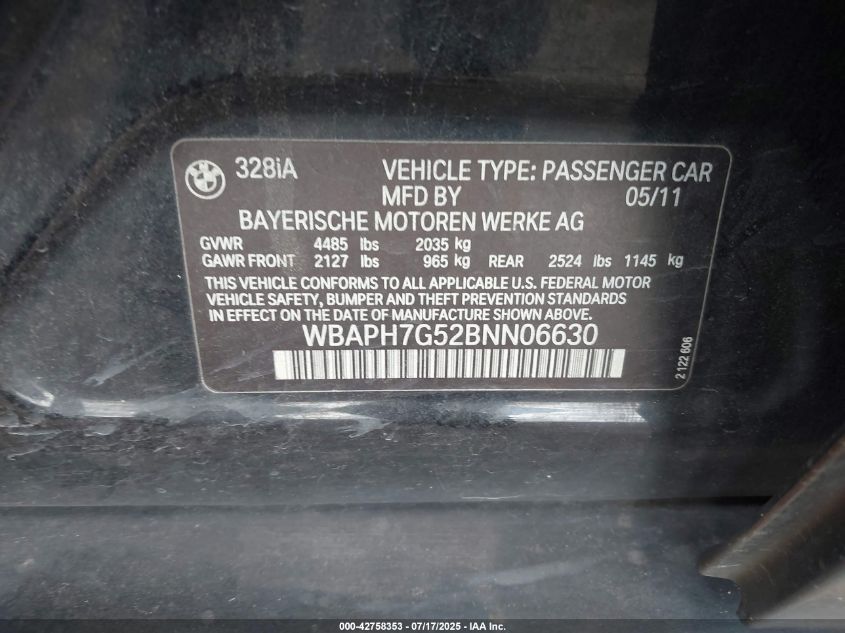 BMW
328iA VEHICLE TYPE: PASSENGER CAR
MFD BY 05/11
BAYERISCHE MOTOREN WERKE AG
GVWR 4485 lbs 2035 kg
GAWR FRONT 2127 lbs 965 kg REAR 2524 lbs 1145 kg
THIS VEHICLE CONFORMS TO ALL APPLICABLE U.S. FEDERAL MOTOR
VEHICLE SAFETY, BUMPER AND THEFT PREVENTION STANDARDS
IN EFFECT ON THE DATE OF MANUFACTURE SHOWN ABOVE.
WBAPH7G52BNN06630
2 122 606
000-42758353 - 07/17/2025 - IAA Inc.